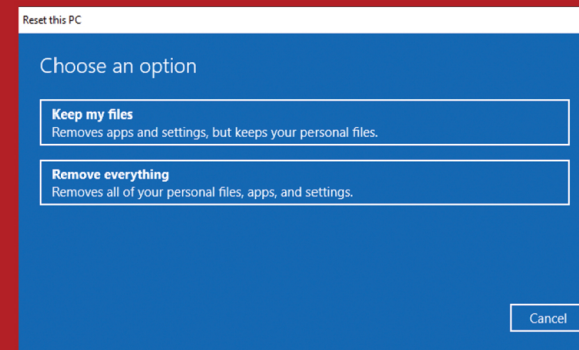 Reset this PC
Choose an option
Keep my files
Removes apps and settings, but keeps your personal files.
Remove everything
Removes all of your personal files, apps, and settings.
Cancel